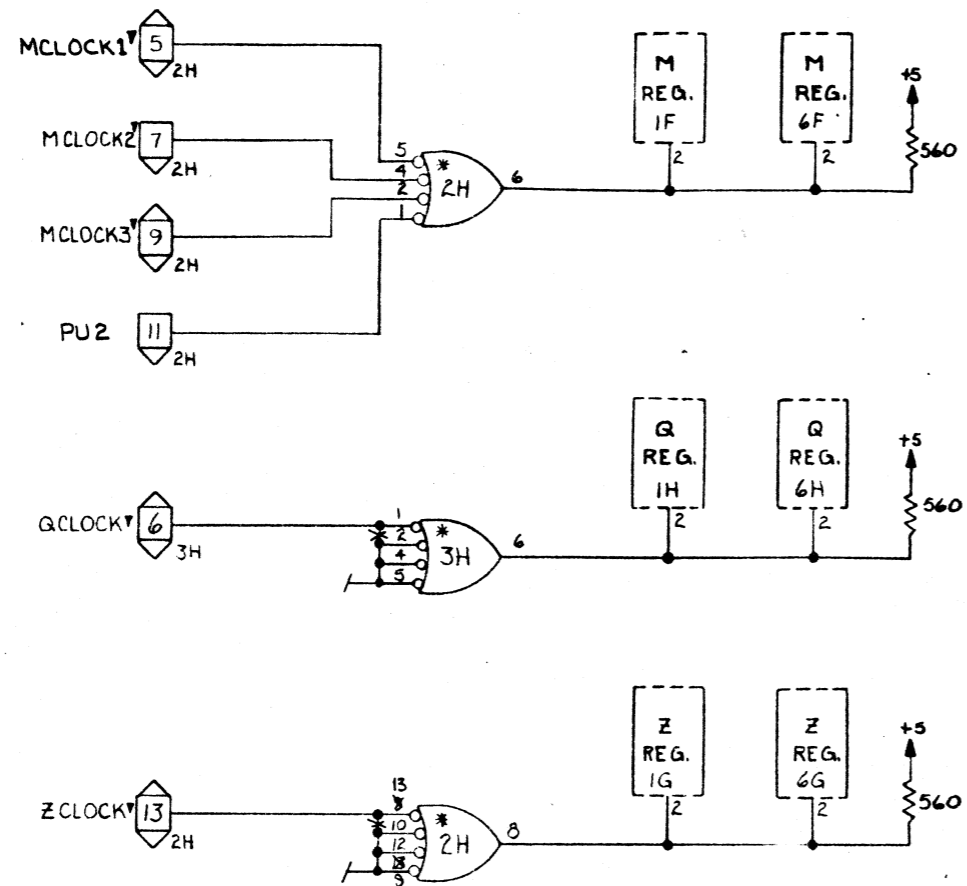 MCLOCK1▼ 5
2H
MCLOCK2▼ 7
2H
MCLOCK3▼ 9
2H
PU2 11
2H
5
4
2
1
*
2H
6
M
REG.
1F
2
M
REG.
6F
2
+5
560
QCLOCK▼ 6
3H
1
2
4
5
*
3H
6
Q
REG.
1H
2
Q
REG.
6H
2
+5
560
ZCLOCK▼ 13
2H
13
10
12
9
*
2H
8
Z
REG.
1G
2
Z
REG.
6G
2
+5
560